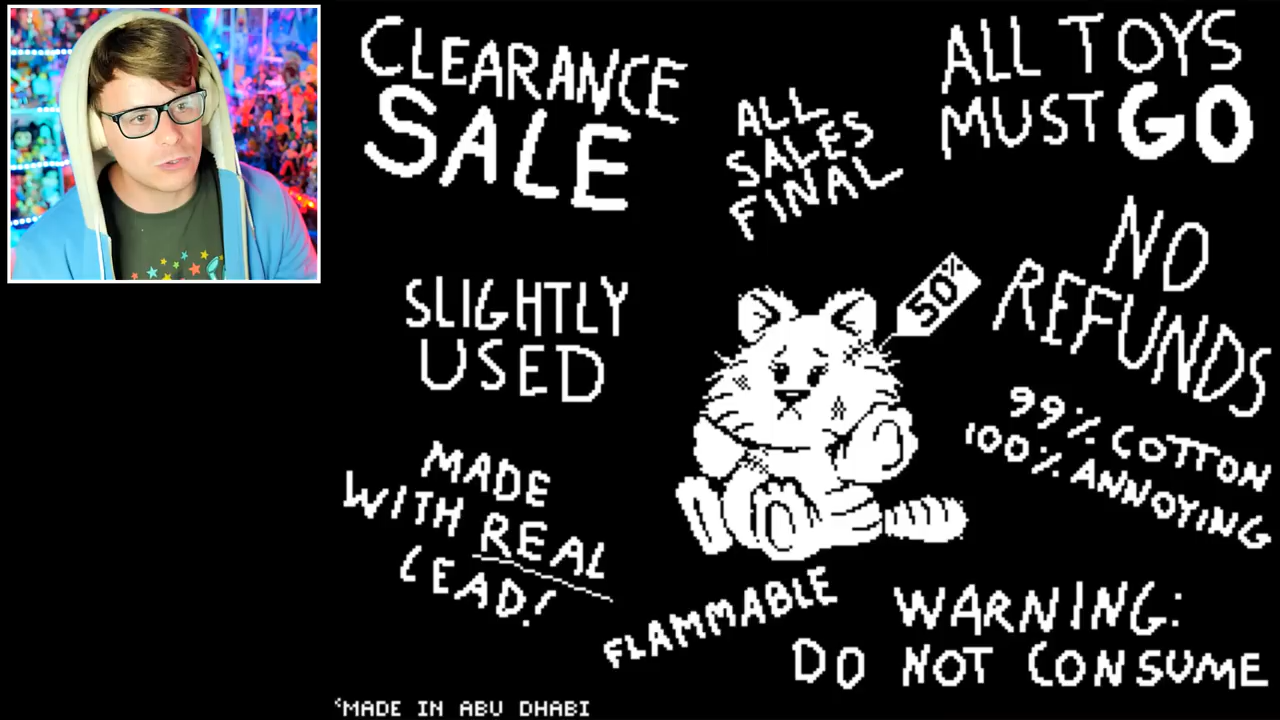 CLEARANCE
SALE
ALL
SALES
FINAL
ALL TOYS
MUST GO
NO
REFUNDS
50%
SLIGHTLY
USED
99% COTTON
100% ANNOYING
MADE
WITH REAL
LEAD!
FLAMMABLE
WARNING:
DO NOT CONSUME
*MADE IN ABU DHABI